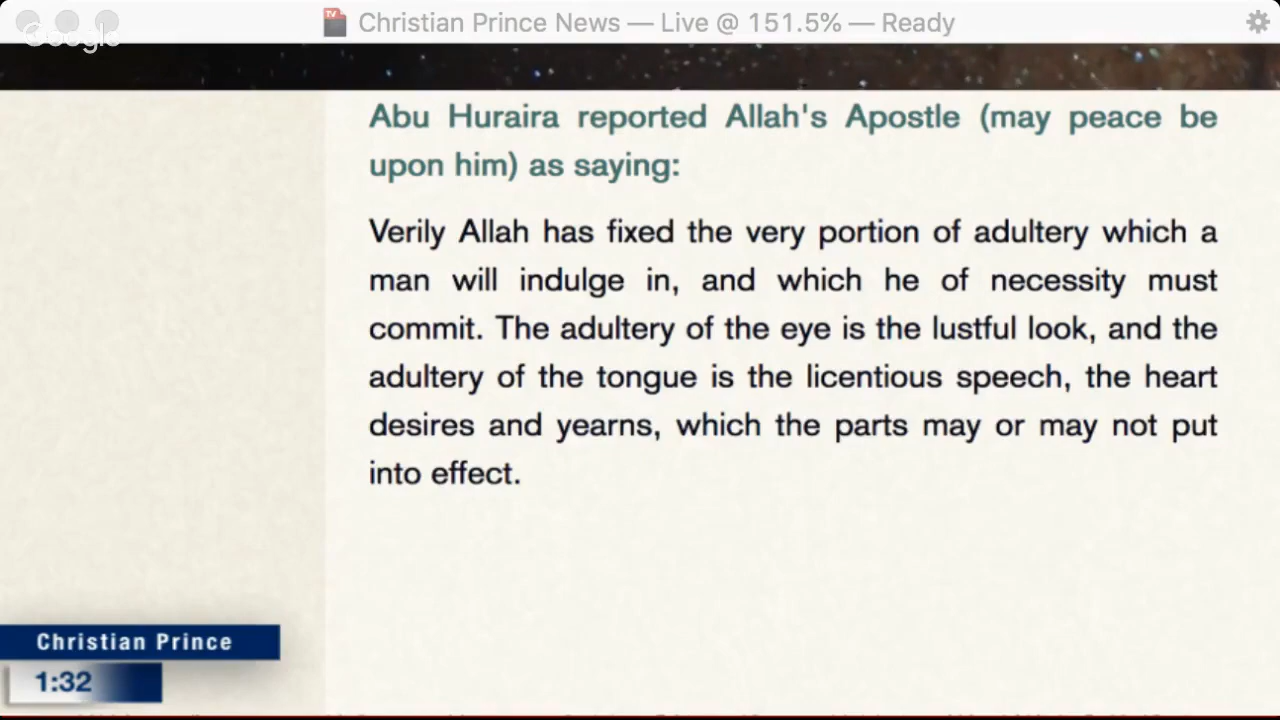 Christian Prince News — Live @ 151.5% — Ready
Google
Abu Huraira reported Allah's Apostle (may peace be
upon him) as saying:
Verily Allah has fixed the very portion of adultery which a
man will indulge in, and which he of necessity must
commit. The adultery of the eye is the lustful look, and the
adultery of the tongue is the licentious speech, the heart
desires and yearns, which the parts may or may not put
into effect.
Christian Prince
1:32